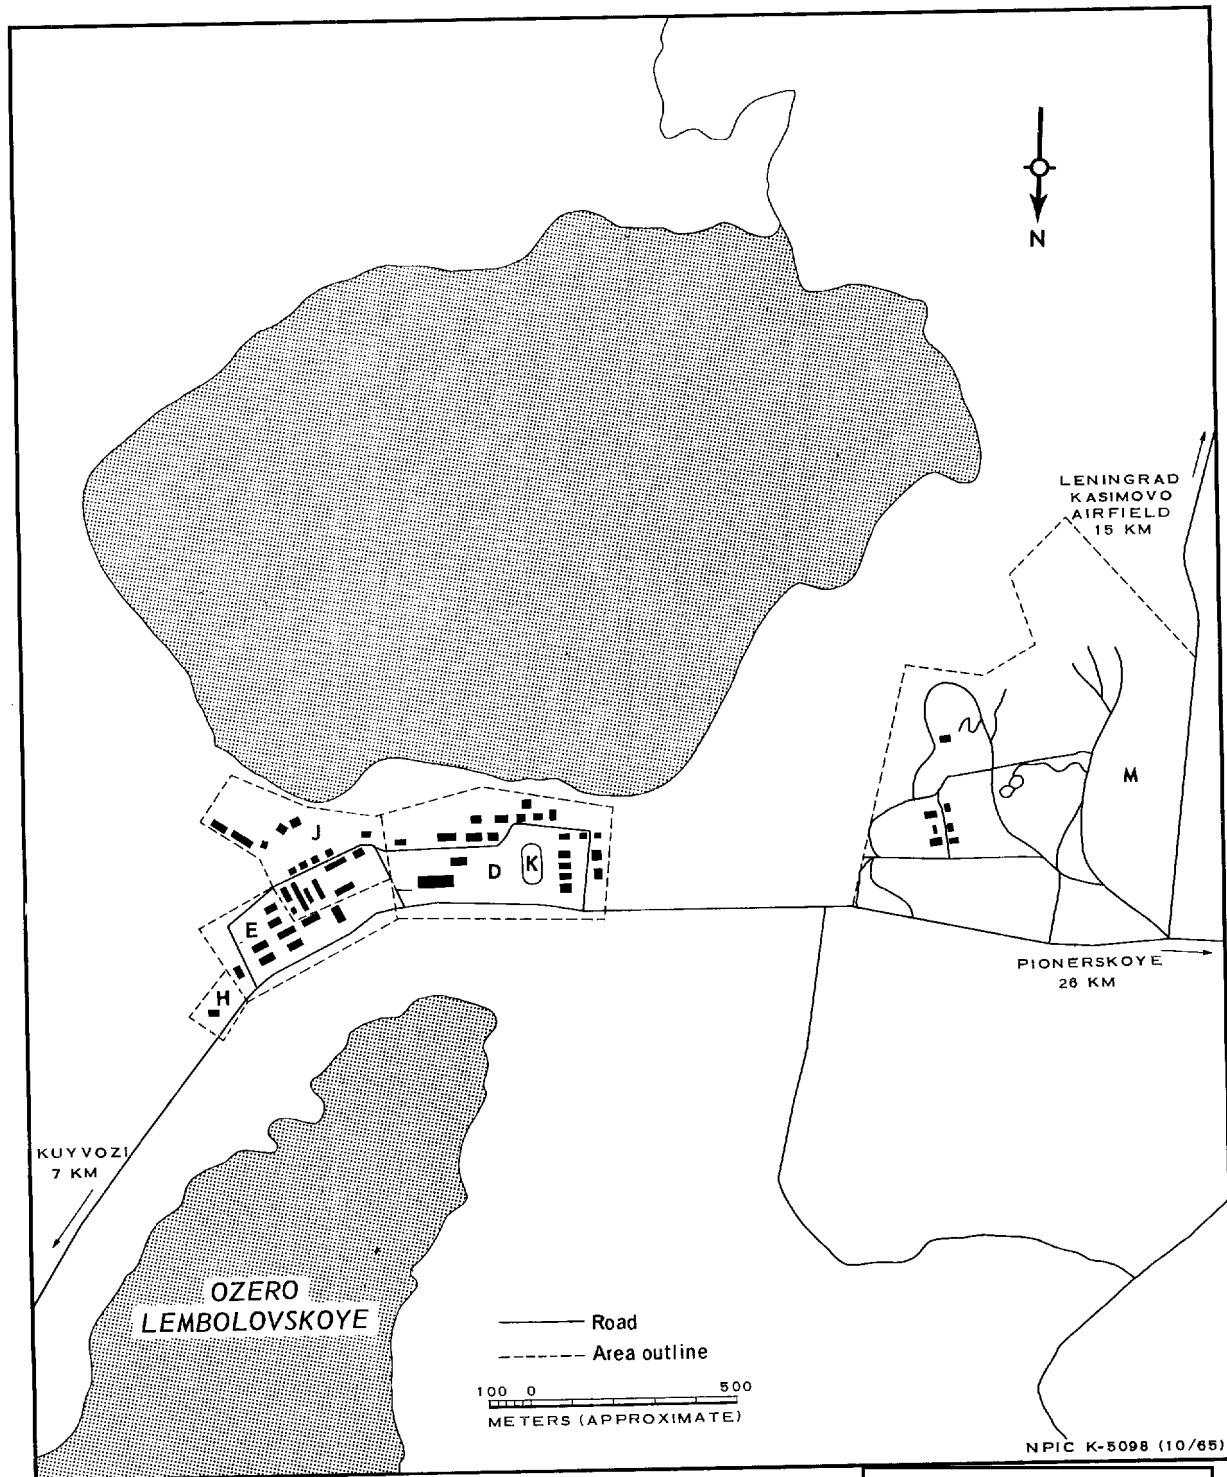 N
LENINGRAD
KASIMOVO
AIRFIELD
15 KM
M
J
K
D
E
H
PIONERSKOYE
26 KM
KUYVOZI
7 KM
OZERO
LEMBOLOVSKOYE
Road
Area outline
100 0 500
METERS (APPROXIMATE)
NPIC K-5098 (10/65)